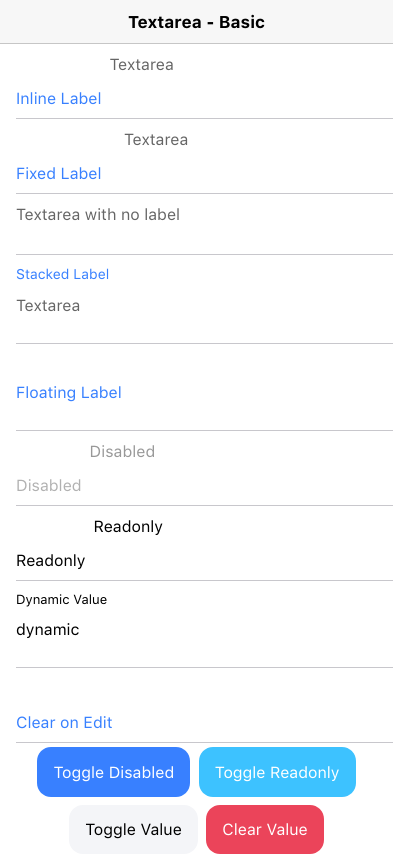 Textarea - Basic
Textarea
Inline Label
Textarea
Fixed Label
Textarea with no label
Stacked Label
Textarea
Floating Label
Disabled
Disabled
Readonly
Readonly
Dynamic Value
dynamic
Clear on Edit
Toggle Disabled Toggle Readonly
Toggle Value Clear Value